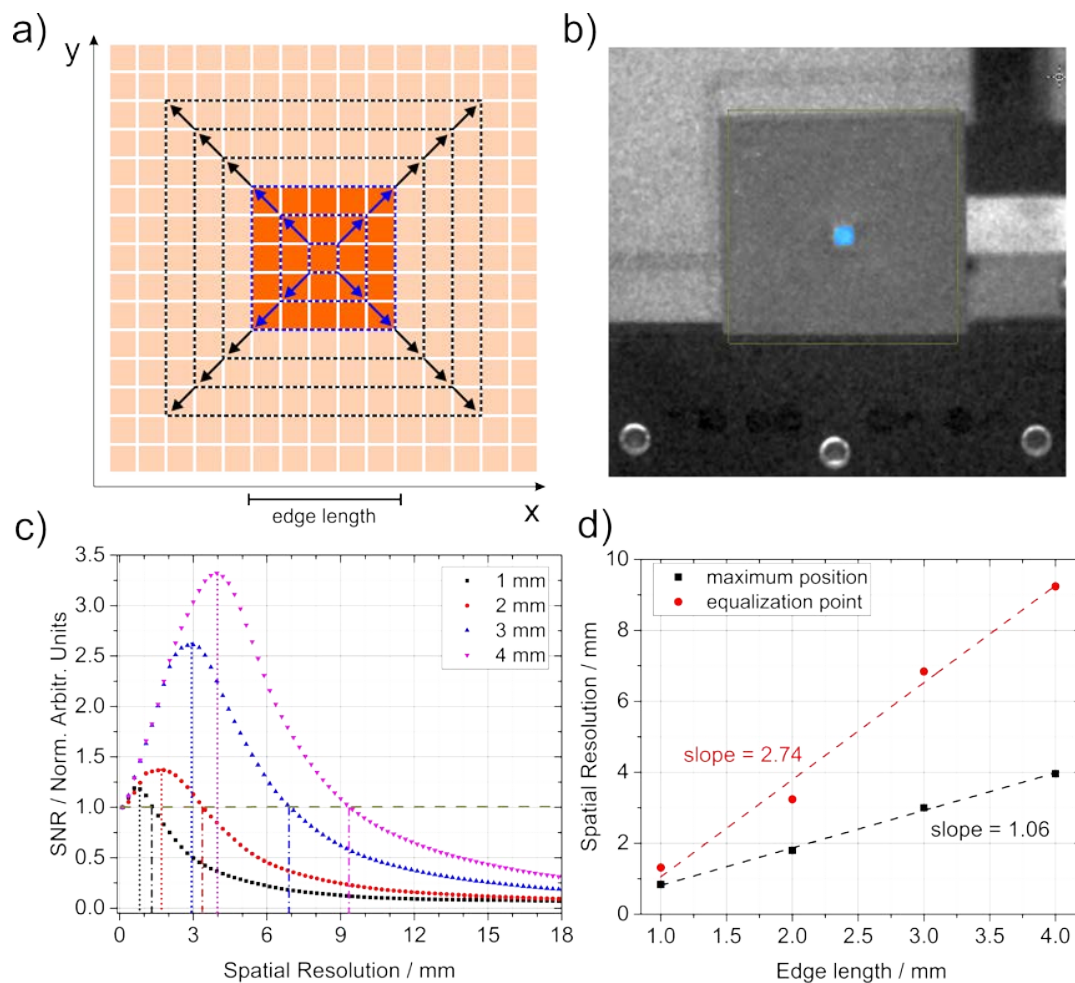 a)
y
edge length
x
b)
c)
SNR / Norm. Arbitr. Units
3.5
3.0
2.5
2.0
1.5
1.0
0.5
0.0
1 mm
2 mm
3 mm
4 mm
0 3 6 9 12 15 18
Spatial Resolution / mm
d)
Spatial Resolution / mm
10
8
6
4
2
0
maximum position
equalization point
slope = 2.74
slope = 1.06
1.0 1.5 2.0 2.5 3.0 3.5 4.0
Edge length / mm